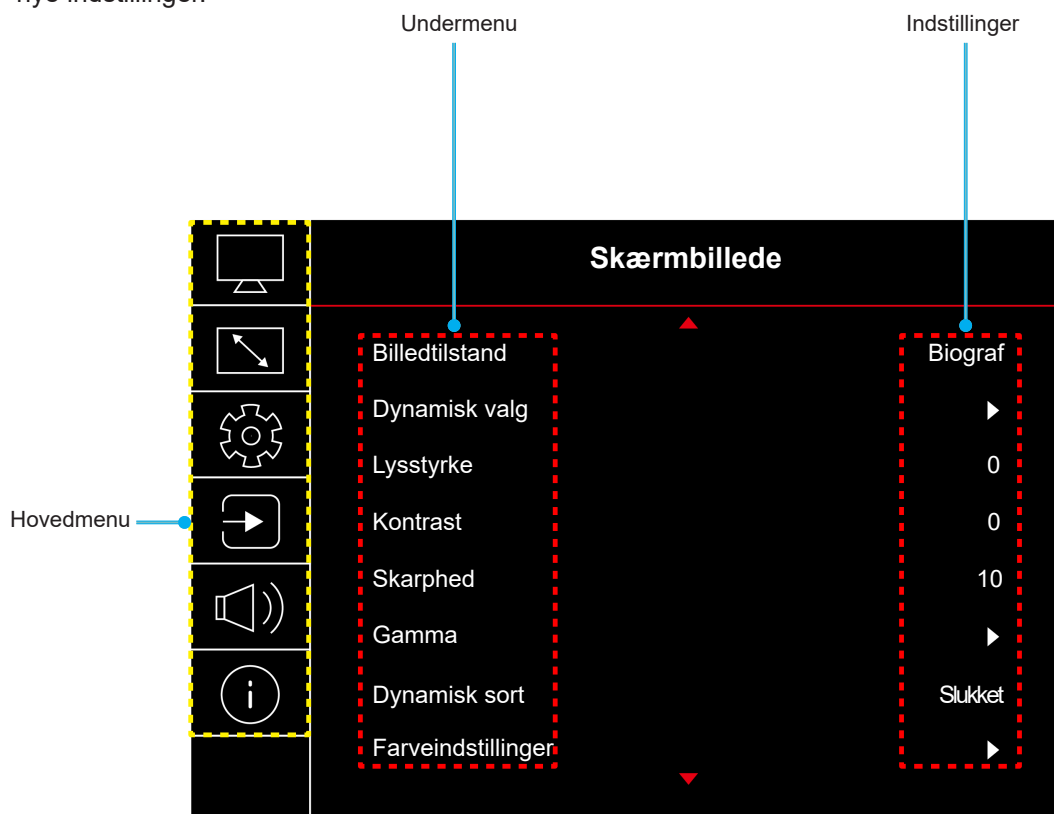 nye indstillinger.
Undermenu Indstillinger
Skærmbillede
Billedtilstand Biograf
Dynamisk valg
Lysstyrke 0
Hovedmenu
Kontrast 0
Skarphed 10
Gamma
Dynamisk sort Slukket
Farveindstillinger